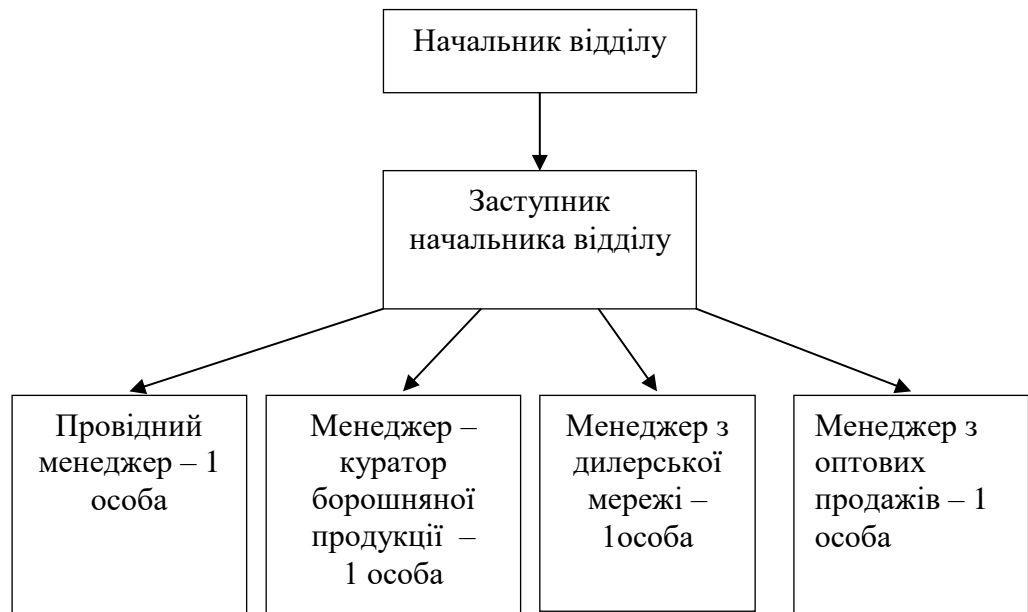 Начальник відділу
Заступник
начальника відділу
Провідний
менеджер – 1
особа
Менеджер –
куратор
борошняної
продукції –
1 особа
Менеджер з
дилерської
мережі –
1особа
Менеджер з
оптових
продажів – 1
особа